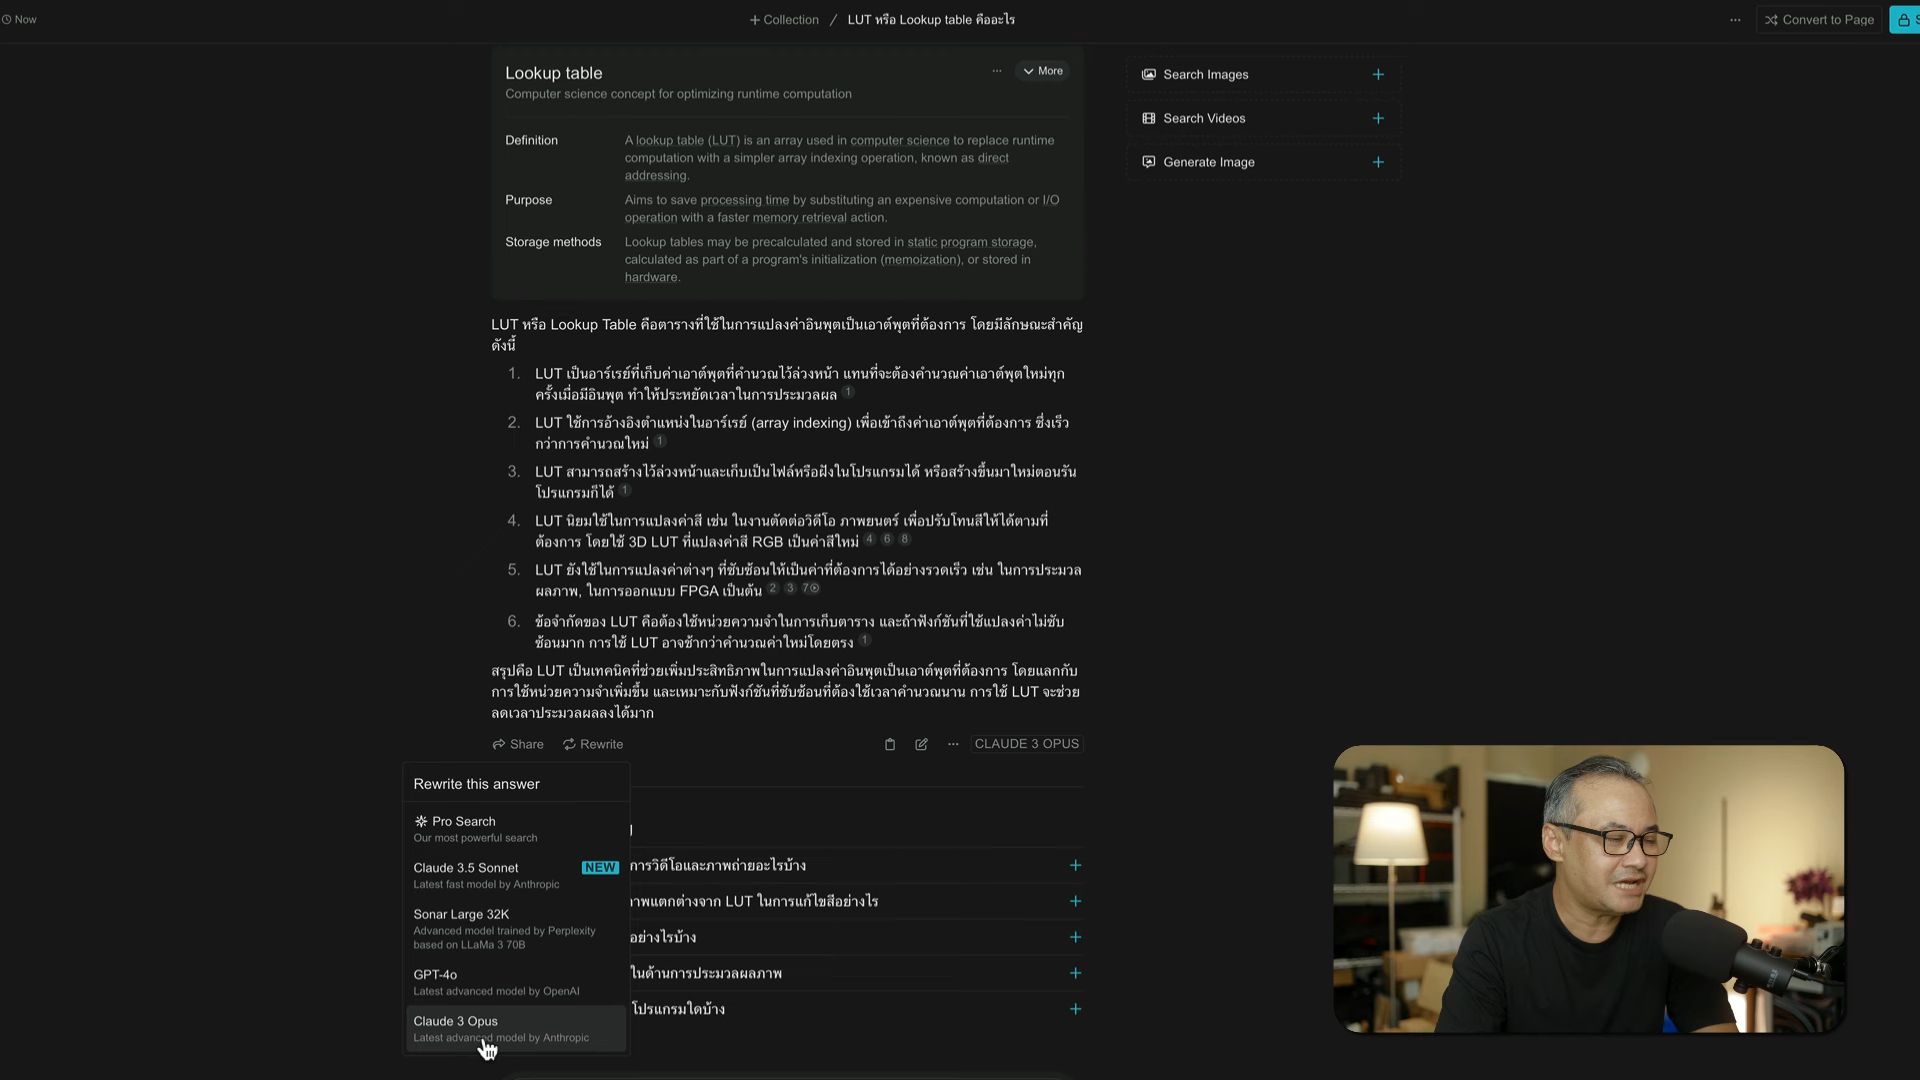 Now
+ Collection / LUT หรือ Lookup table คืออะไร
Convert to Page
Lookup table
More
Computer science concept for optimizing runtime computation
Definition
A lookup table (LUT) is an array used in computer science to replace runtime
computation with a simpler array indexing operation, known as direct
addressing.
Purpose
Aims to save processing time by substituting an expensive computation or I/O
operation with a faster memory retrieval action.
Storage methods
Lookup tables may be precalculated and stored in static program storage,
calculated as part of a program's initialization (memoization), or stored in
hardware.
Search Images
Search Videos
Generate Image
LUT หรือ Lookup Table คือตารางที่ใช้ในการแปลงค่าอินพุตเป็นเอาต์พุตที่ต้องการ โดยมีลักษณะสำคัญ
ดังนี้
1. LUT เป็นอาร์เรย์ที่เก็บค่าเอาต์พุตที่คำนวณไว้ล่วงหน้า แทนที่จะต้องคำนวณค่าเอาต์พุตใหม่ทุก
ครั้งเมื่อมีอินพุต ทำให้ประหยัดเวลาในการประมวลผล 1
2. LUT ใช้การอ้างอิงตำแหน่งในอาร์เรย์ (array indexing) เพื่อเข้าถึงค่าเอาต์พุตที่ต้องการ ซึ่งเร็ว
กว่าการคำนวณใหม่ 1
3. LUT สามารถสร้างไว้ล่วงหน้าและเก็บเป็นไฟล์หรือฝังในโปรแกรมได้ หรือสร้างขึ้นมาใหม่ตอนรัน
โปรแกรมก็ได้ 1
4. LUT นิยมใช้ในการแปลงค่าสี เช่น ในงานตัดต่อวิดีโอ ภาพยนตร์ เพื่อปรับโทนสีให้ได้ตามที่
ต้องการ โดยใช้ 3D LUT ที่แปลงค่าสี RGB เป็นค่าสีใหม่ 4 6 8
5. LUT ยังใช้ในการแปลงค่าต่างๆ ที่ซับซ้อนให้เป็นค่าที่ต้องการได้อย่างรวดเร็ว เช่น ในการประมวล
ผลภาพ, ในการออกแบบ FPGA เป็นต้น 2 3 7
6. ข้อจำกัดของ LUT คือต้องใช้หน่วยความจำในการเก็บตาราง และถ้าฟังก์ชันที่ใช้แปลงค่าไม่ซับ
ซ้อนมาก การใช้ LUT อาจช้ากว่าคำนวณค่าใหม่โดยตรง 1
สรุปคือ LUT เป็นเทคนิคที่ช่วยเพิ่มประสิทธิภาพในการแปลงค่าอินพุตเป็นเอาต์พุตที่ต้องการ โดยแลกกับ
การใช้หน่วยความจำเพิ่มขึ้น และเหมาะกับฟังก์ชันที่ซับซ้อนที่ต้องใช้เวลาคำนวณนาน การใช้ LUT จะช่วย
ลดเวลาประมวลผลลงได้มาก
Share Rewrite CLAUDE 3 OPUS
Rewrite this answer
Pro Search
Our most powerful search
Claude 3.5 Sonnet NEW
Latest fast model by Anthropic
Sonar Large 32K
Advanced model trained by Perplexity
based on LLaMa 3 70B
GPT-4o
Latest advanced model by OpenAI
Claude 3 Opus
Latest advanced model by Anthropic
การวิดีโอและภาพถ่ายอะไรบ้าง
าพแตกต่างจาก LUT ในการแก้ไขสีอย่างไร
อย่างไรบ้าง
ในด้านการประมวลผลภาพ
โปรแกรมใดบ้าง